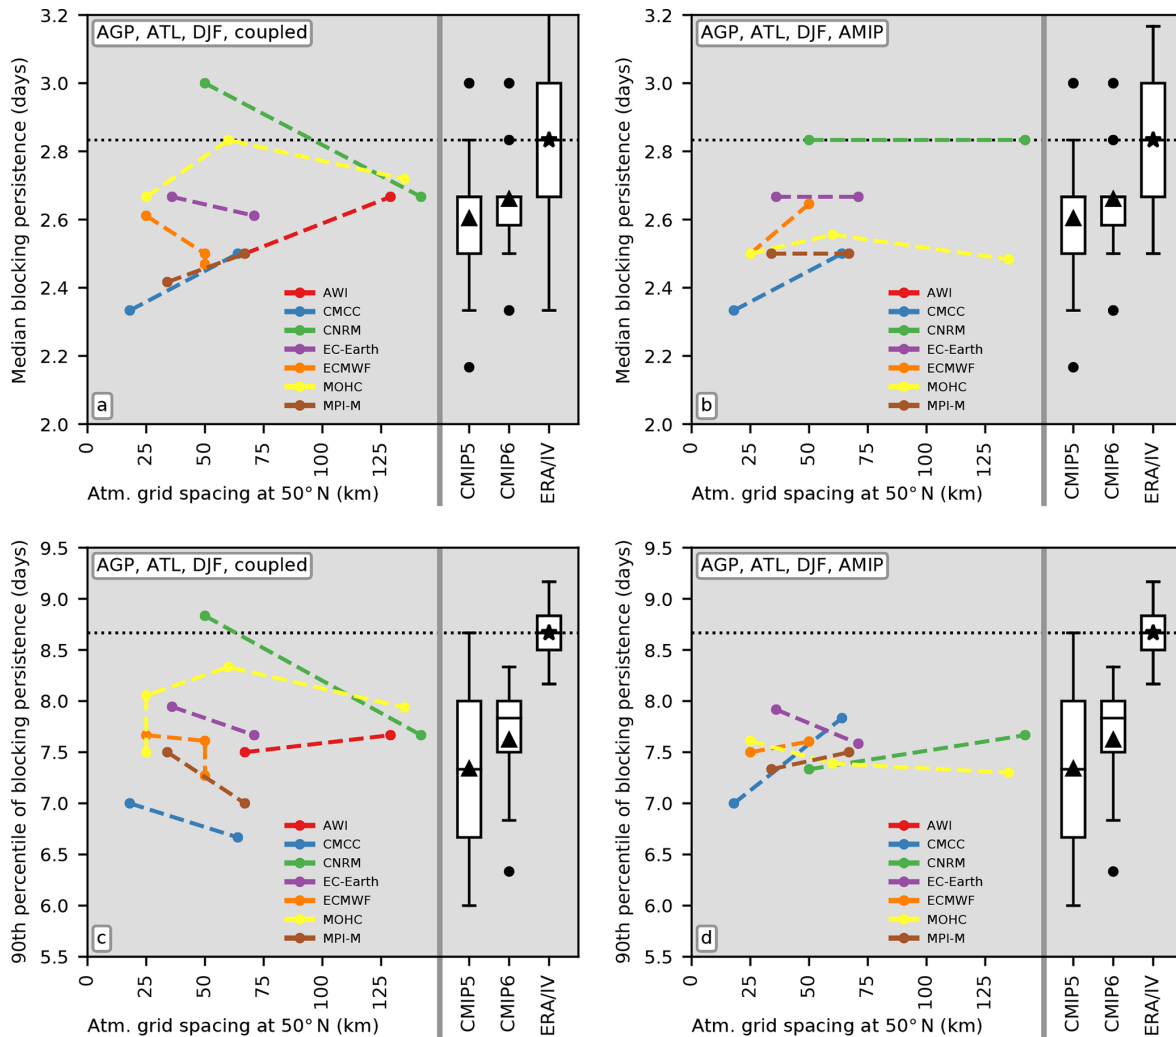 AGP, ATL, DJF, coupled
Median blocking persistence (days)
3.2
3.0
2.8
2.6
2.4
2.2
2.0
AWI
CMCC
CNRM
EC-Earth
ECMWF
MOHC
MPI-M
a
0
25
50
75
100
125
CMIP5
CMIP6
ERA/IV
Atm. grid spacing at 50° N (km)
AGP, ATL, DJF, AMIP
Median blocking persistence (days)
3.2
3.0
2.8
2.6
2.4
2.2
2.0
AWI
CMCC
CNRM
EC-Earth
ECMWF
MOHC
MPI-M
b
0
25
50
75
100
125
CMIP5
CMIP6
ERA/IV
Atm. grid spacing at 50° N (km)
AGP, ATL, DJF, coupled
90th percentile of blocking persistence (days)
9.5
9.0
8.5
8.0
7.5
7.0
6.5
6.0
5.5
AWI
CMCC
CNRM
EC-Earth
ECMWF
MOHC
MPI-M
c
0
25
50
75
100
125
CMIP5
CMIP6
ERA/IV
Atm. grid spacing at 50° N (km)
AGP, ATL, DJF, AMIP
90th percentile of blocking persistence (days)
9.5
9.0
8.5
8.0
7.5
7.0
6.5
6.0
5.5
AWI
CMCC
CNRM
EC-Earth
ECMWF
MOHC
MPI-M
d
0
25
50
75
100
125
CMIP5
CMIP6
ERA/IV
Atm. grid spacing at 50° N (km)